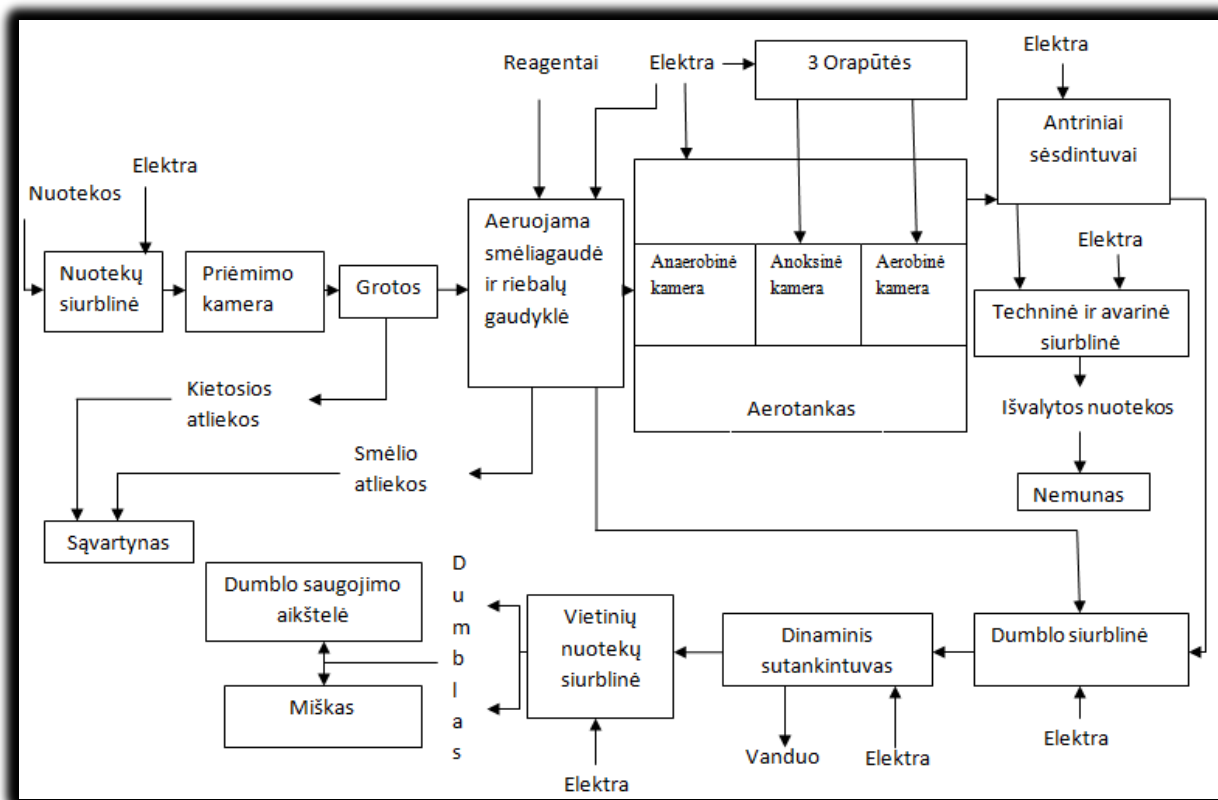 Reagentai
Elektra
3 Orapūtės
Elektra
Antriniai
sėsdintuvai
Elektra
Nuotekos
Aeruojama
smėliagaudė
ir riebalų
gaudyklė
Elektra
Nuotekų
siurblinė
Priėmimo
kamera
Grotos
Anaerobinė
kamera
Anoksinė
kamera
Aerobinė
kamera
Aerotankas
Techninė ir avarinė
siurblinė
Kietosios
atliekos
Išvalytos nuotekos
Smėlio
atliekos
Nemunas
Sąvartynas
Dumblo saugojimo
aikštelė
D
u
m
b
l
a
s
Vietinių
nuotekų
siurblinė
Dinaminis
sutankintuvas
Dumblo siurblinė
Miškas
Elektra
Vanduo
Elektra
Elektra